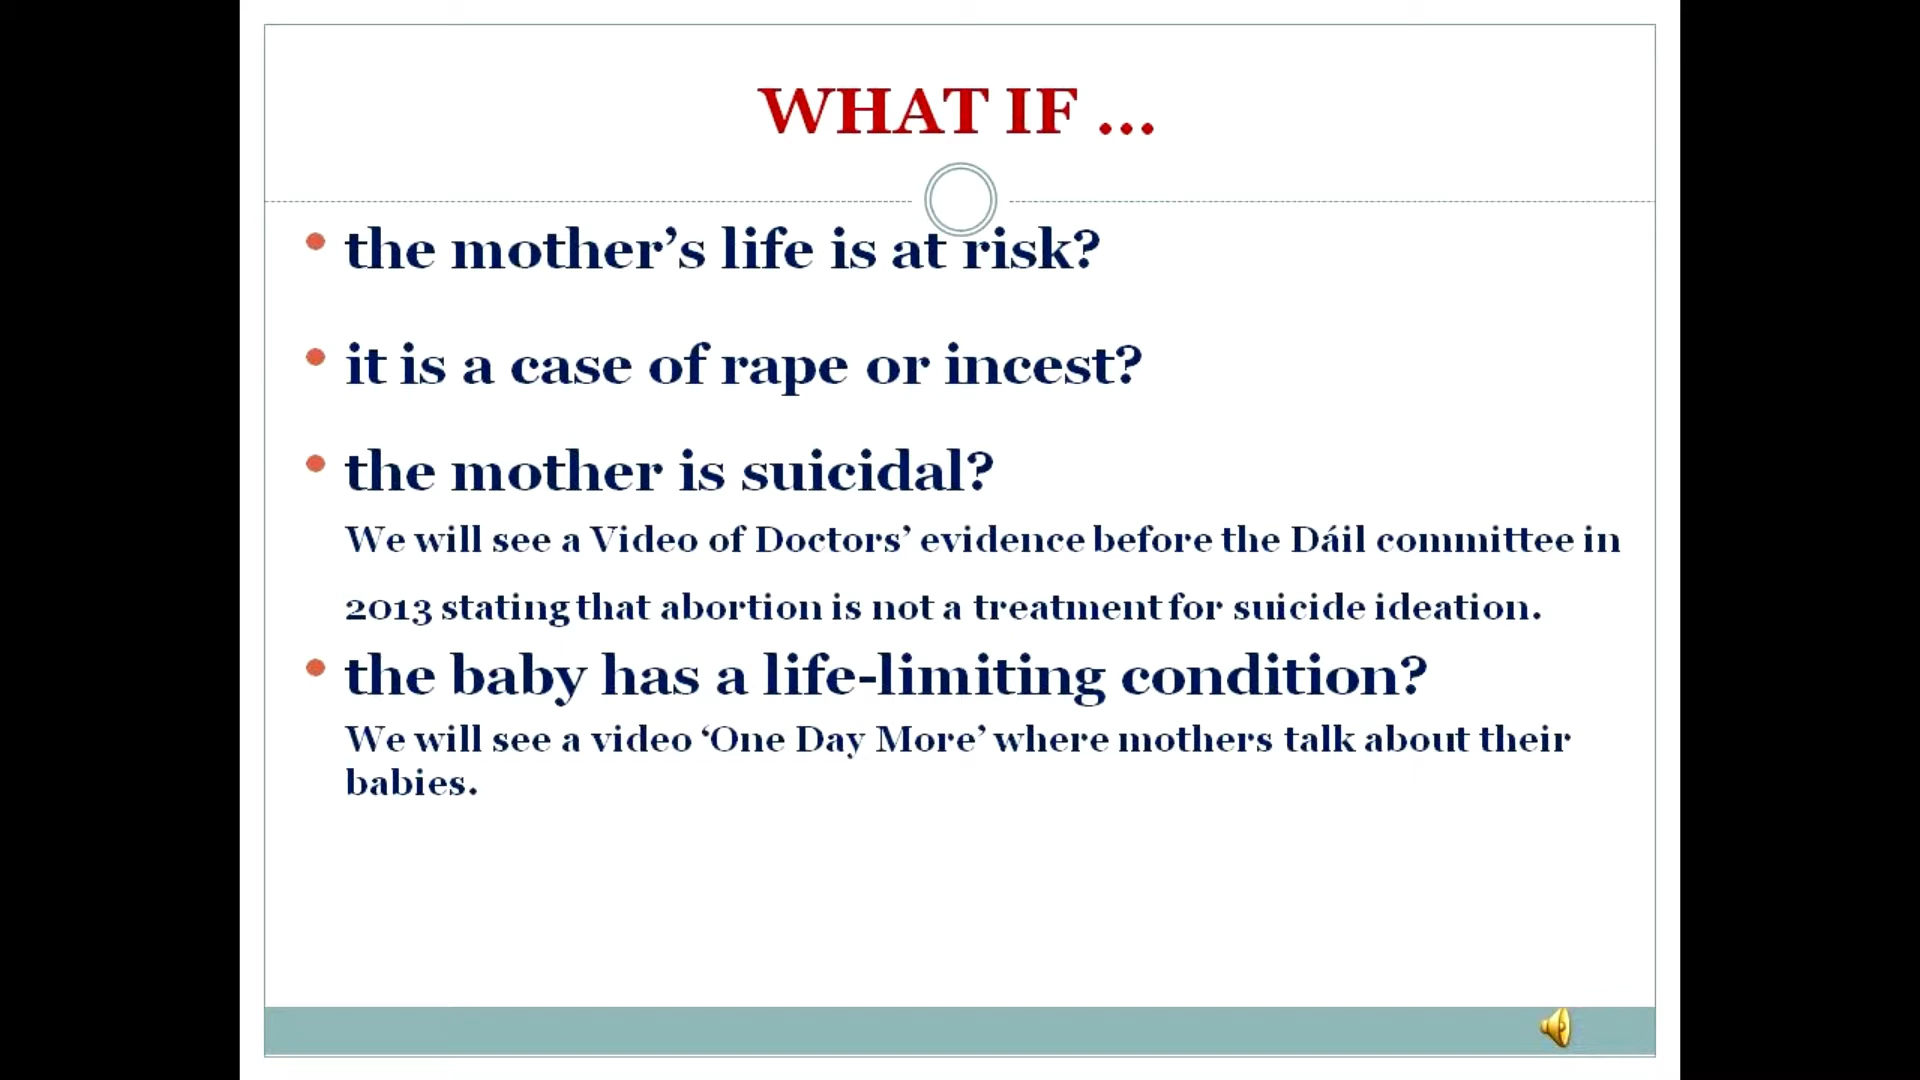 WHAT IF ...
the mother’s life is at risk?
it is a case of rape or incest?
the mother is suicidal?
We will see a Video of Doctors’ evidence before the Dáil committee in
2013 stating that abortion is not a treatment for suicide ideation.
the baby has a life-limiting condition?
We will see a video ‘One Day More’ where mothers talk about their
babies.